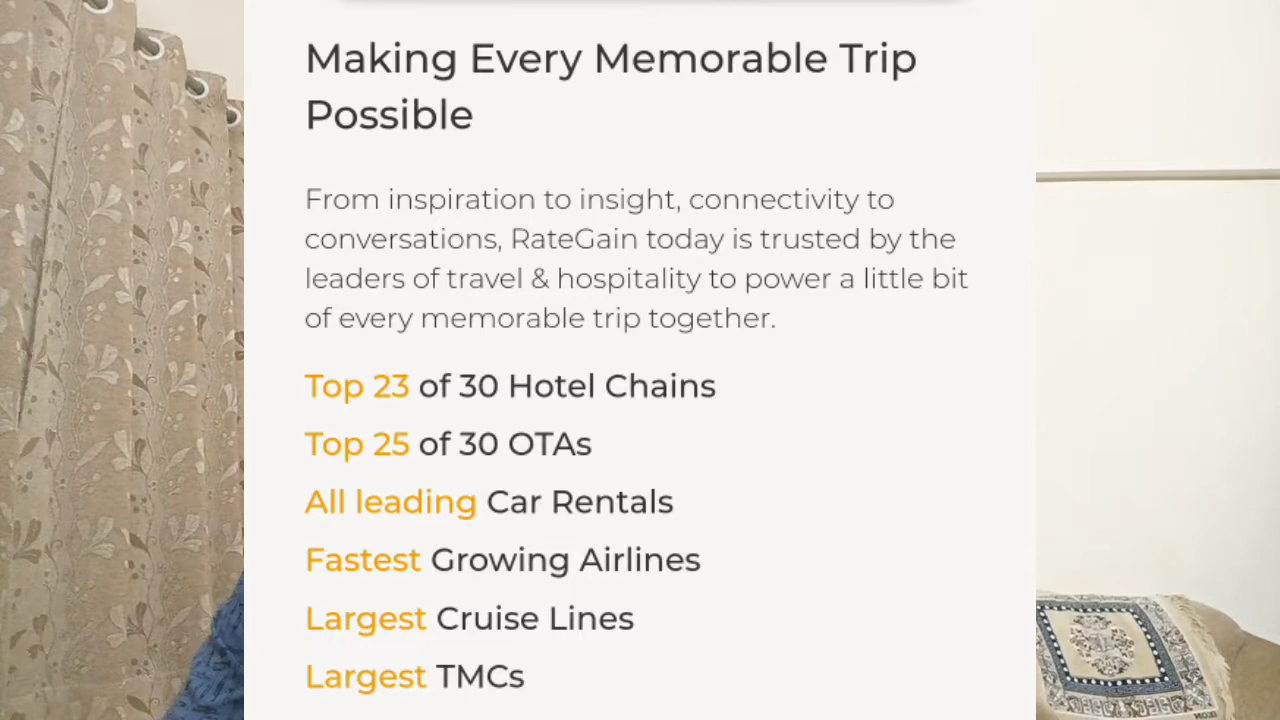 Making Every Memorable Trip
Possible
From inspiration to insight, connectivity to
conversations, RateGain today is trusted by the
leaders of travel & hospitality to power a little bit
of every memorable trip together.
Top 23 of 30 Hotel Chains
Top 25 of 30 OTAs
All leading Car Rentals
Fastest Growing Airlines
Largest Cruise Lines
Largest TMCs